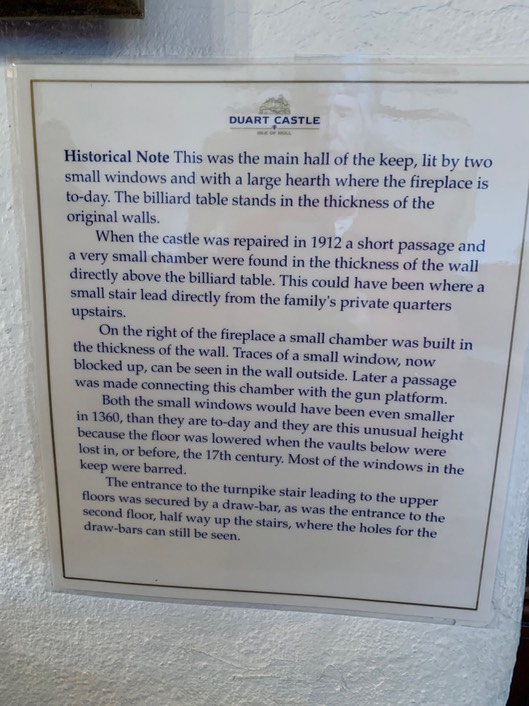 DUART CASTLE
ISLE OF MULL
Historical Note This was the main hall of the keep, lit by two
small windows and with a large hearth where the fireplace is
to-day. The billiard table stands in the thickness of the
original walls.
When the castle was repaired in 1912 a short passage and
a very small chamber were found in the thickness of the wall
directly above the billiard table. This could have been where a
small stair lead directly from the family's private quarters
upstairs.
On the right of the fireplace a small chamber was built in
the thickness of the wall. Traces of a small window, now
blocked up, can be seen in the wall outside. Later a passage
was made connecting this chamber with the gun platform.
Both the small windows would have been even smaller
in 1360, than they are to-day and they are this unusual height
because the floor was lowered when the vaults below were
lost in, or before, the 17th century. Most of the windows in the
keep were barred.
The entrance to the turnpike stair leading to the upper
floors was secured by a draw-bar, as was the entrance to the
second floor, half way up the stairs, where the holes for the
draw-bars can still be seen.